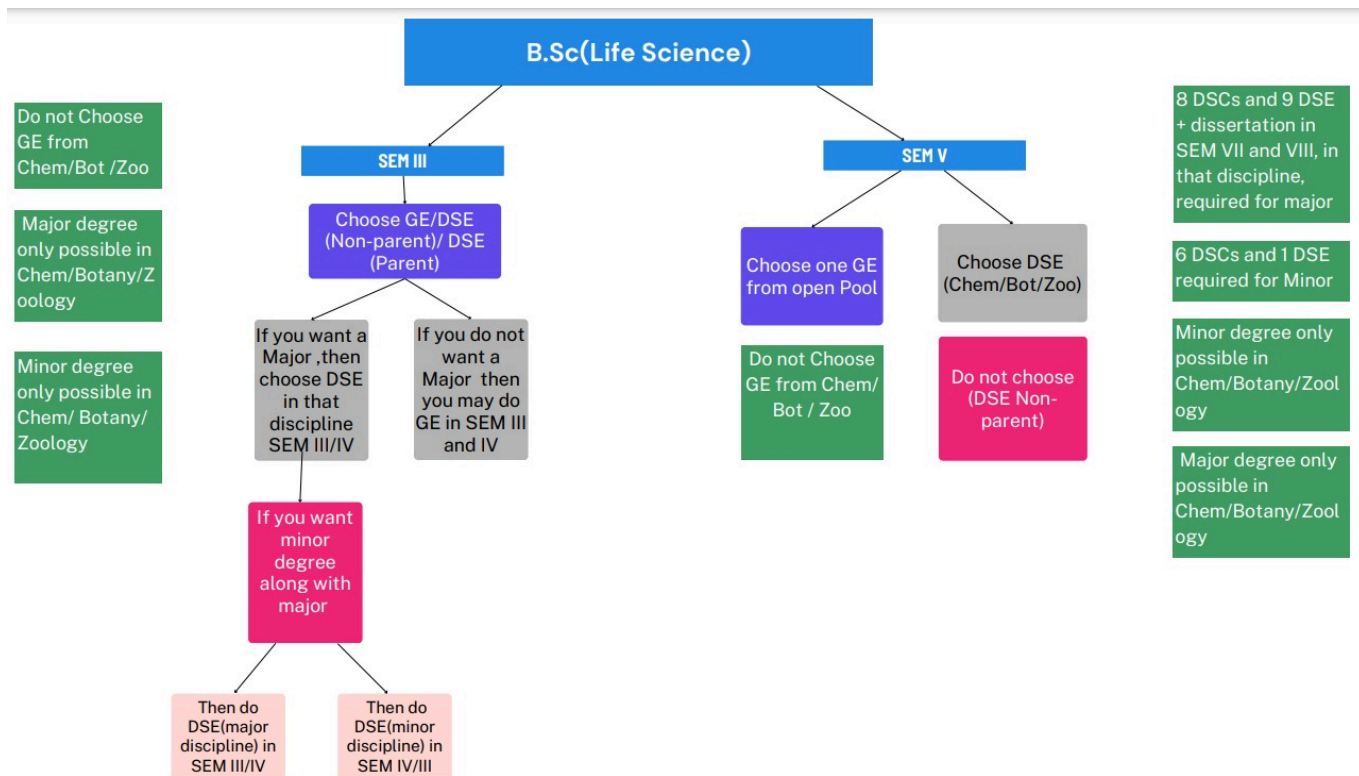 B.Sc(Life Science)
Do not Choose
GE from
Chem/Bot /Zoo
Major degree
only possible in
Chem/Botany/Z
oology
Minor degree
only possible in
Chem/ Botany/
Zoology
SEM III
Choose GE/DSE
(Non-parent)/ DSE
(Parent)
If you want a
Major ,then
choose DSE
in that
discipline
SEM III/IV
If you do not
want a
Major then
you may do
GE in SEM III
and IV
If you want
minor
degree
along with
major
Then do
DSE(major
discipline) in
SEM III/IV
Then do
DSE(minor
discipline) in
SEM IV/III
SEM V
Choose one GE
from open Pool
Do not Choose
GE from Chem/
Bot / Zoo
Choose DSE
(Chem/Bot/Zoo)
Do not choose
(DSE Non-
parent)
8 DSCs and 9 DSE
+ dissertation in
SEM VII and VIII, in
that discipline,
required for major
6 DSCs and 1 DSE
required for Minor
Minor degree only
possible in
Chem/Botany/Zool
ogy
Major degree only
possible in
Chem/Botany/Zool
ogy